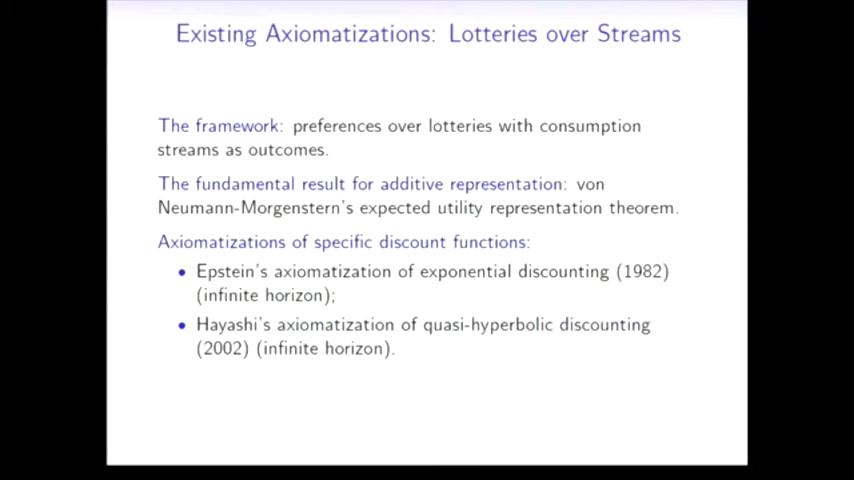 Existing Axiomatizations: Lotteries over Streams
The framework: preferences over lotteries with consumption
streams as outcomes.
The fundamental result for additive representation: von
Neumann-Morgenstern's expected utility representation theorem.
Axiomatizations of specific discount functions:
• Epstein's axiomatization of exponential discounting (1982)
(infinite horizon);
• Hayashi's axiomatization of quasi-hyperbolic discounting
(2002) (infinite horizon).